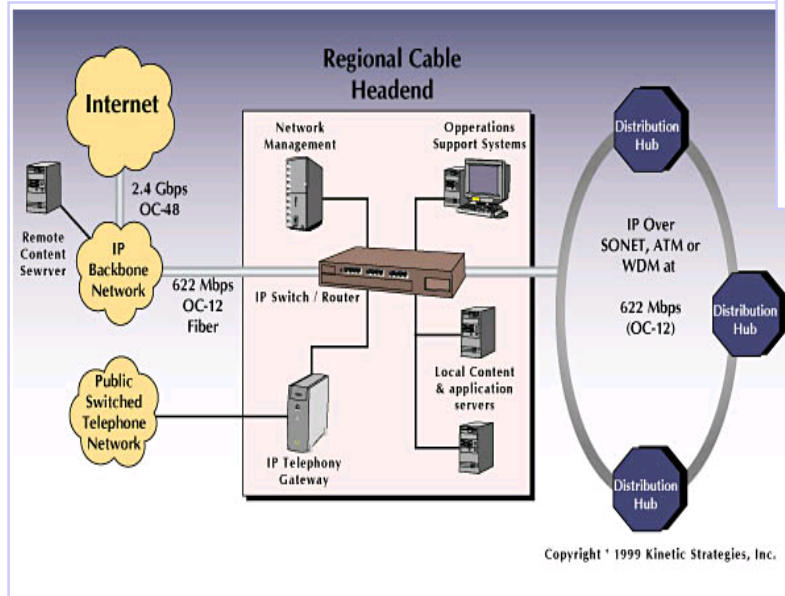 Regional Cable
Headend
Internet
Network
Management
Opperations
Support Systems
Distribution
Hub
2.4 Gbps
OC-48
Remote
Content
Sewrver
IP
Backbone
Network
622 Mbps
OC-12
Fiber
IP Switch / Router
IP Over
SONET, ATM or
WDM at
622 Mbps
(OC-12)
Distribution
Hub
Public
Switched
Telephone
Network
IP Telephony
Gateway
Local Content
& application
servers
Distribution
Hub
Copyright ' 1999 Kinetic Strategies, Inc.